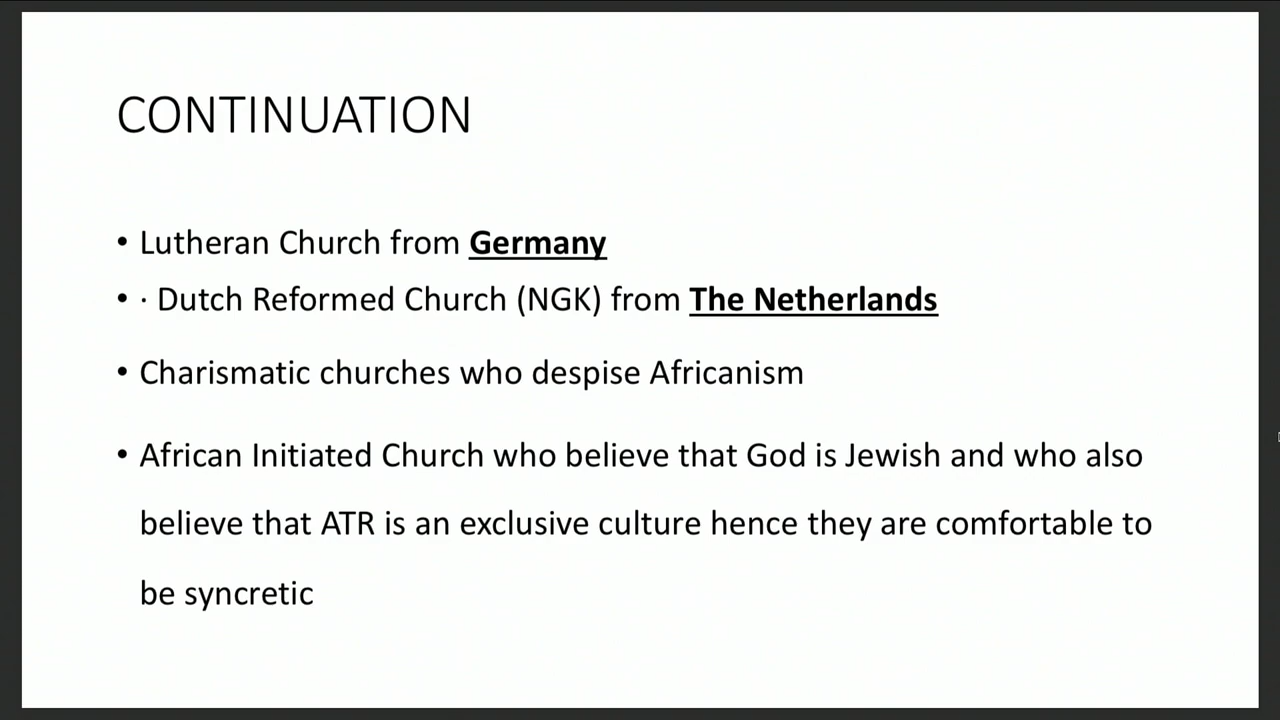 CONTINUATION
• Lutheran Church from Germany
• · Dutch Reformed Church (NGK) from The Netherlands
• Charismatic churches who despise Africanism
• African Initiated Church who believe that God is Jewish and who also
believe that ATR is an exclusive culture hence they are comfortable to
be syncretic